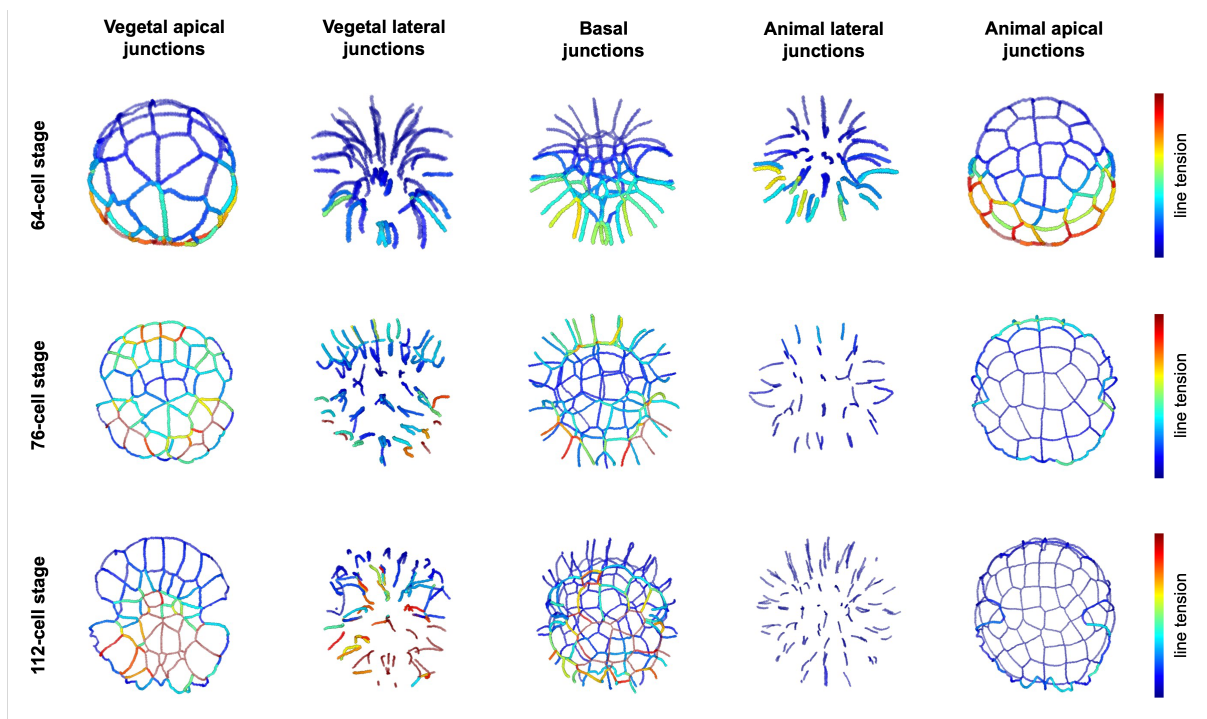 Vegetal apical
junctions
Vegetal lateral
junctions
Basal
junctions
Animal lateral
junctions
Animal apical
junctions
64-cell stage
line tension
76-cell stage
line tension
112-cell stage
line tension